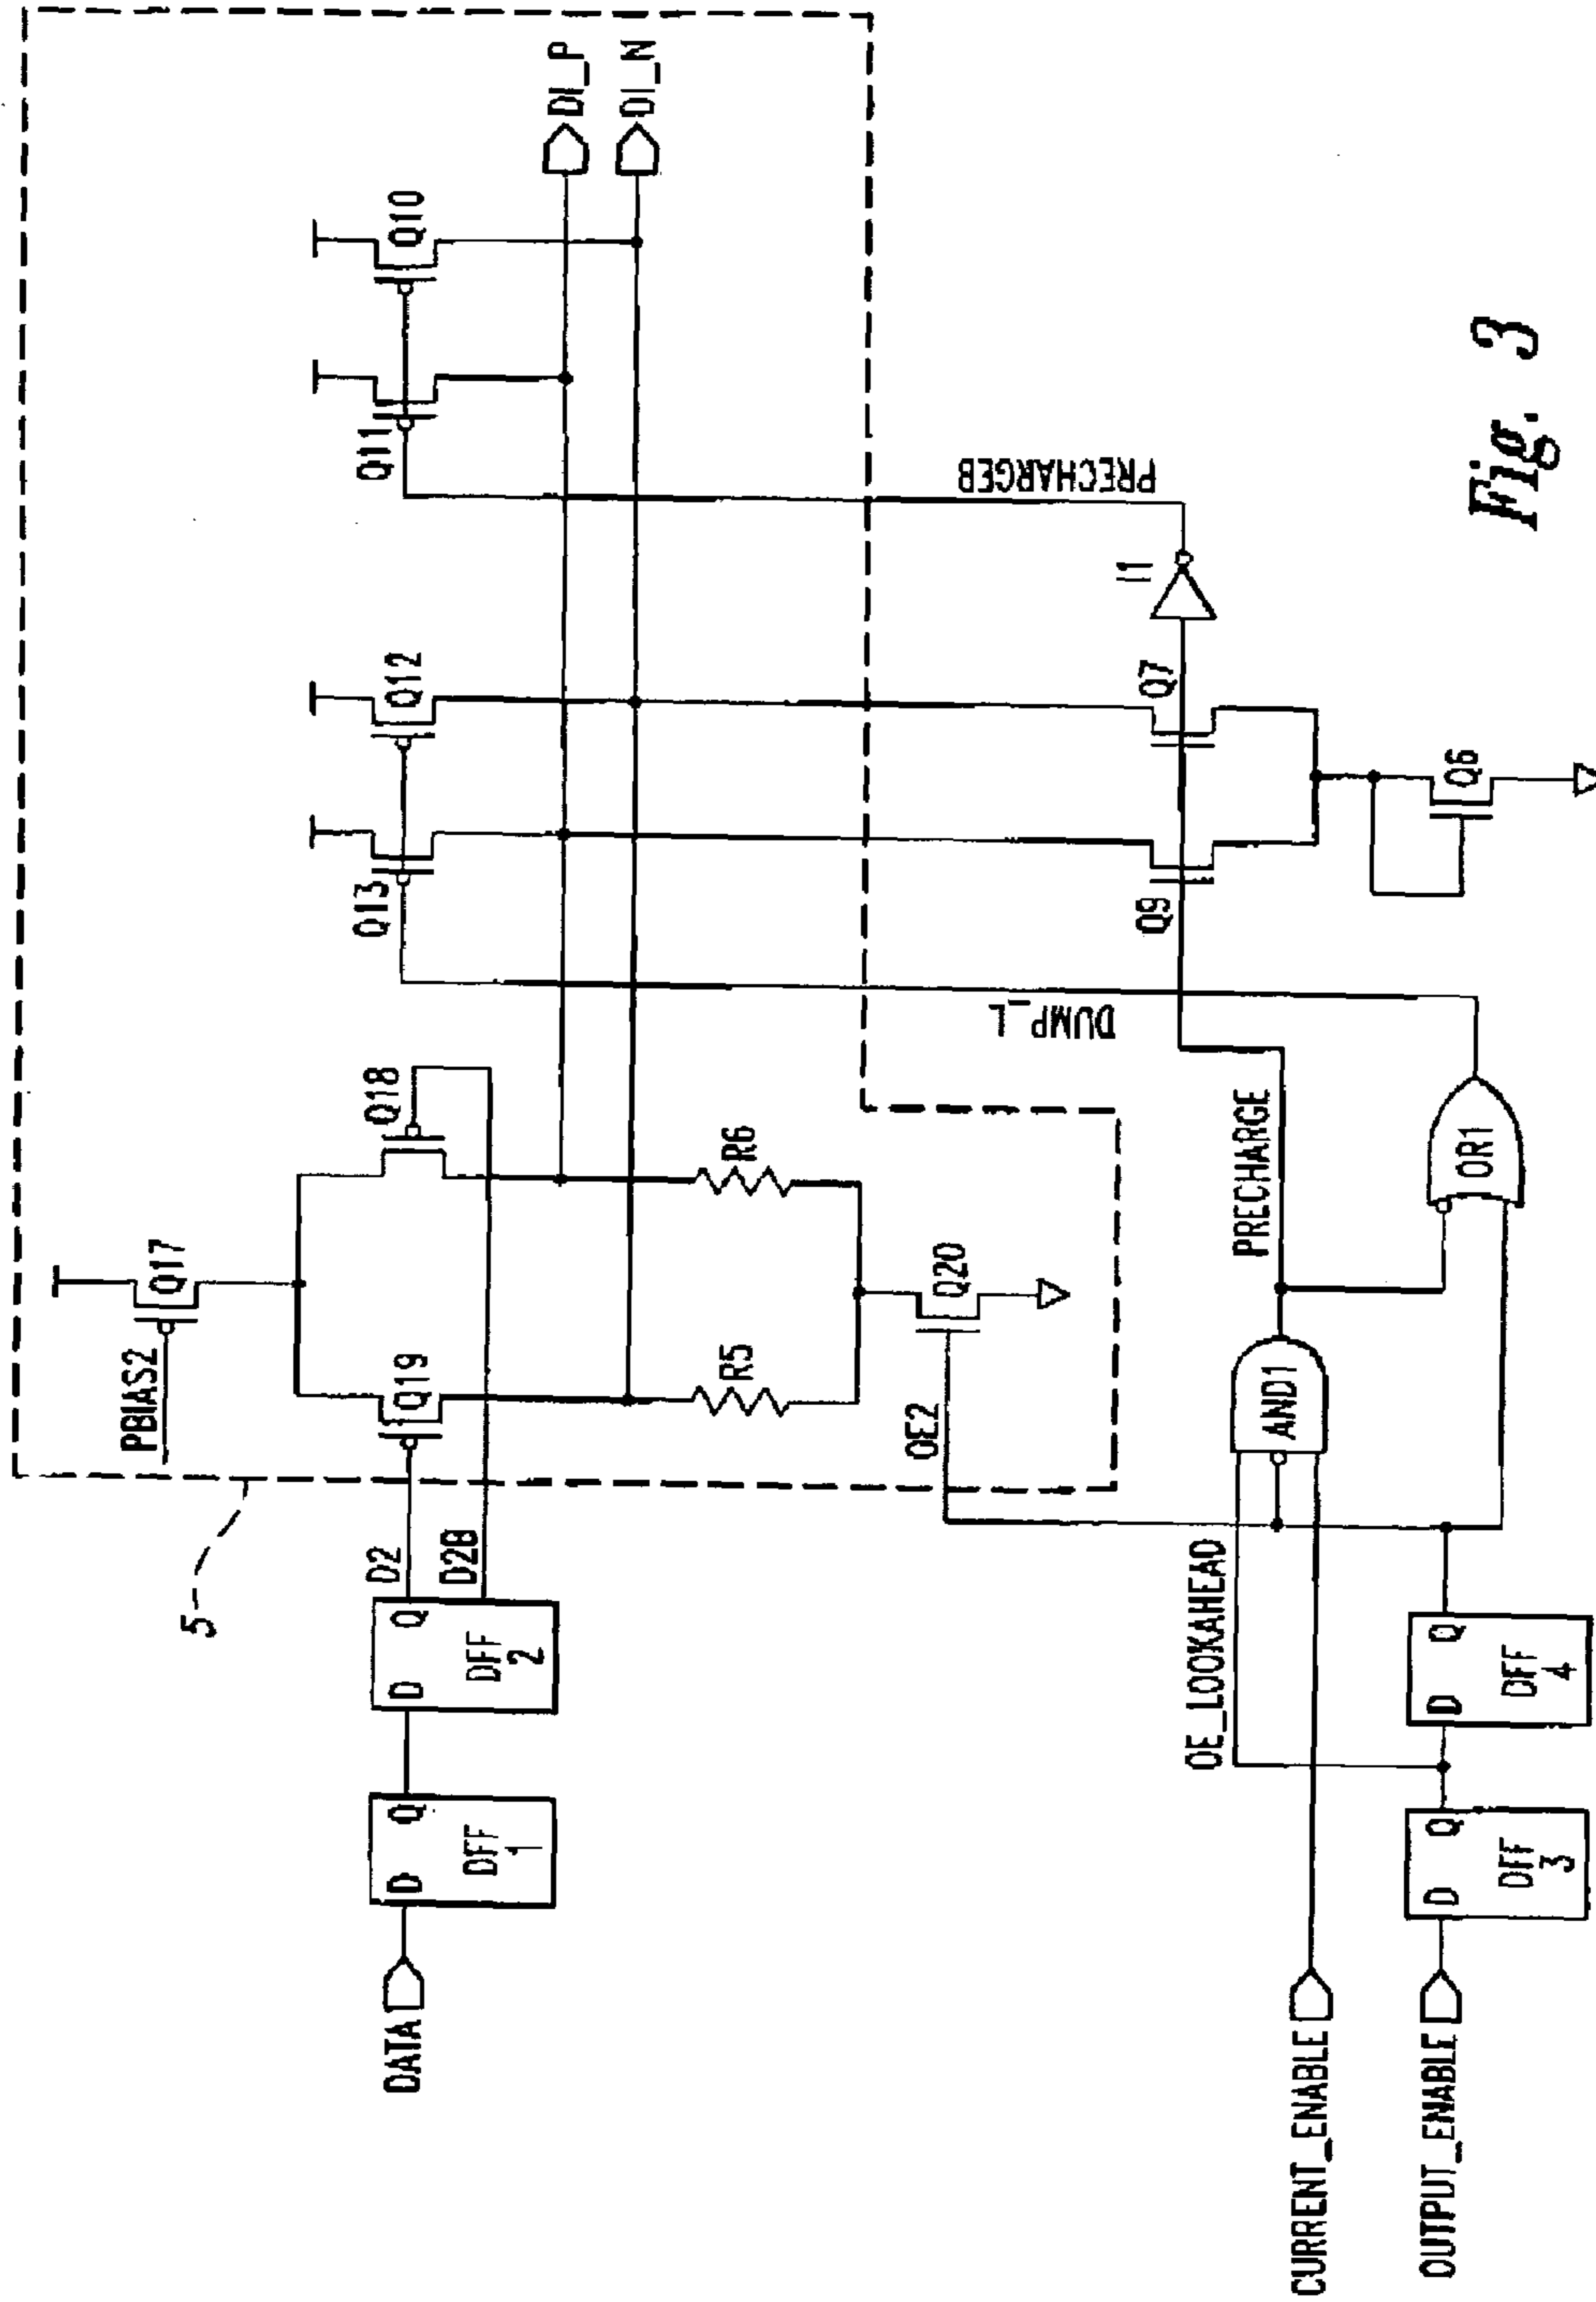 5
PBIAS2
Q17
Q19
Q18
DATA
D
Q
DFF
1
D
Q
DFF
2
D2
D2B
R5
R6
OE2
Q20
Q13
Q12
Q11
Q10
DI_P
DI_N
DUMP_L
PRECHARGEB
Q9
Q7
I1
Q6
PRECHARGE
OE_LOOKAHEAD
AND1
OR1
CURRENT_ENABLE
OUTPUT_ENABLE
D
Q
DFF
3
D
Q
DFF
4
Fig. 3